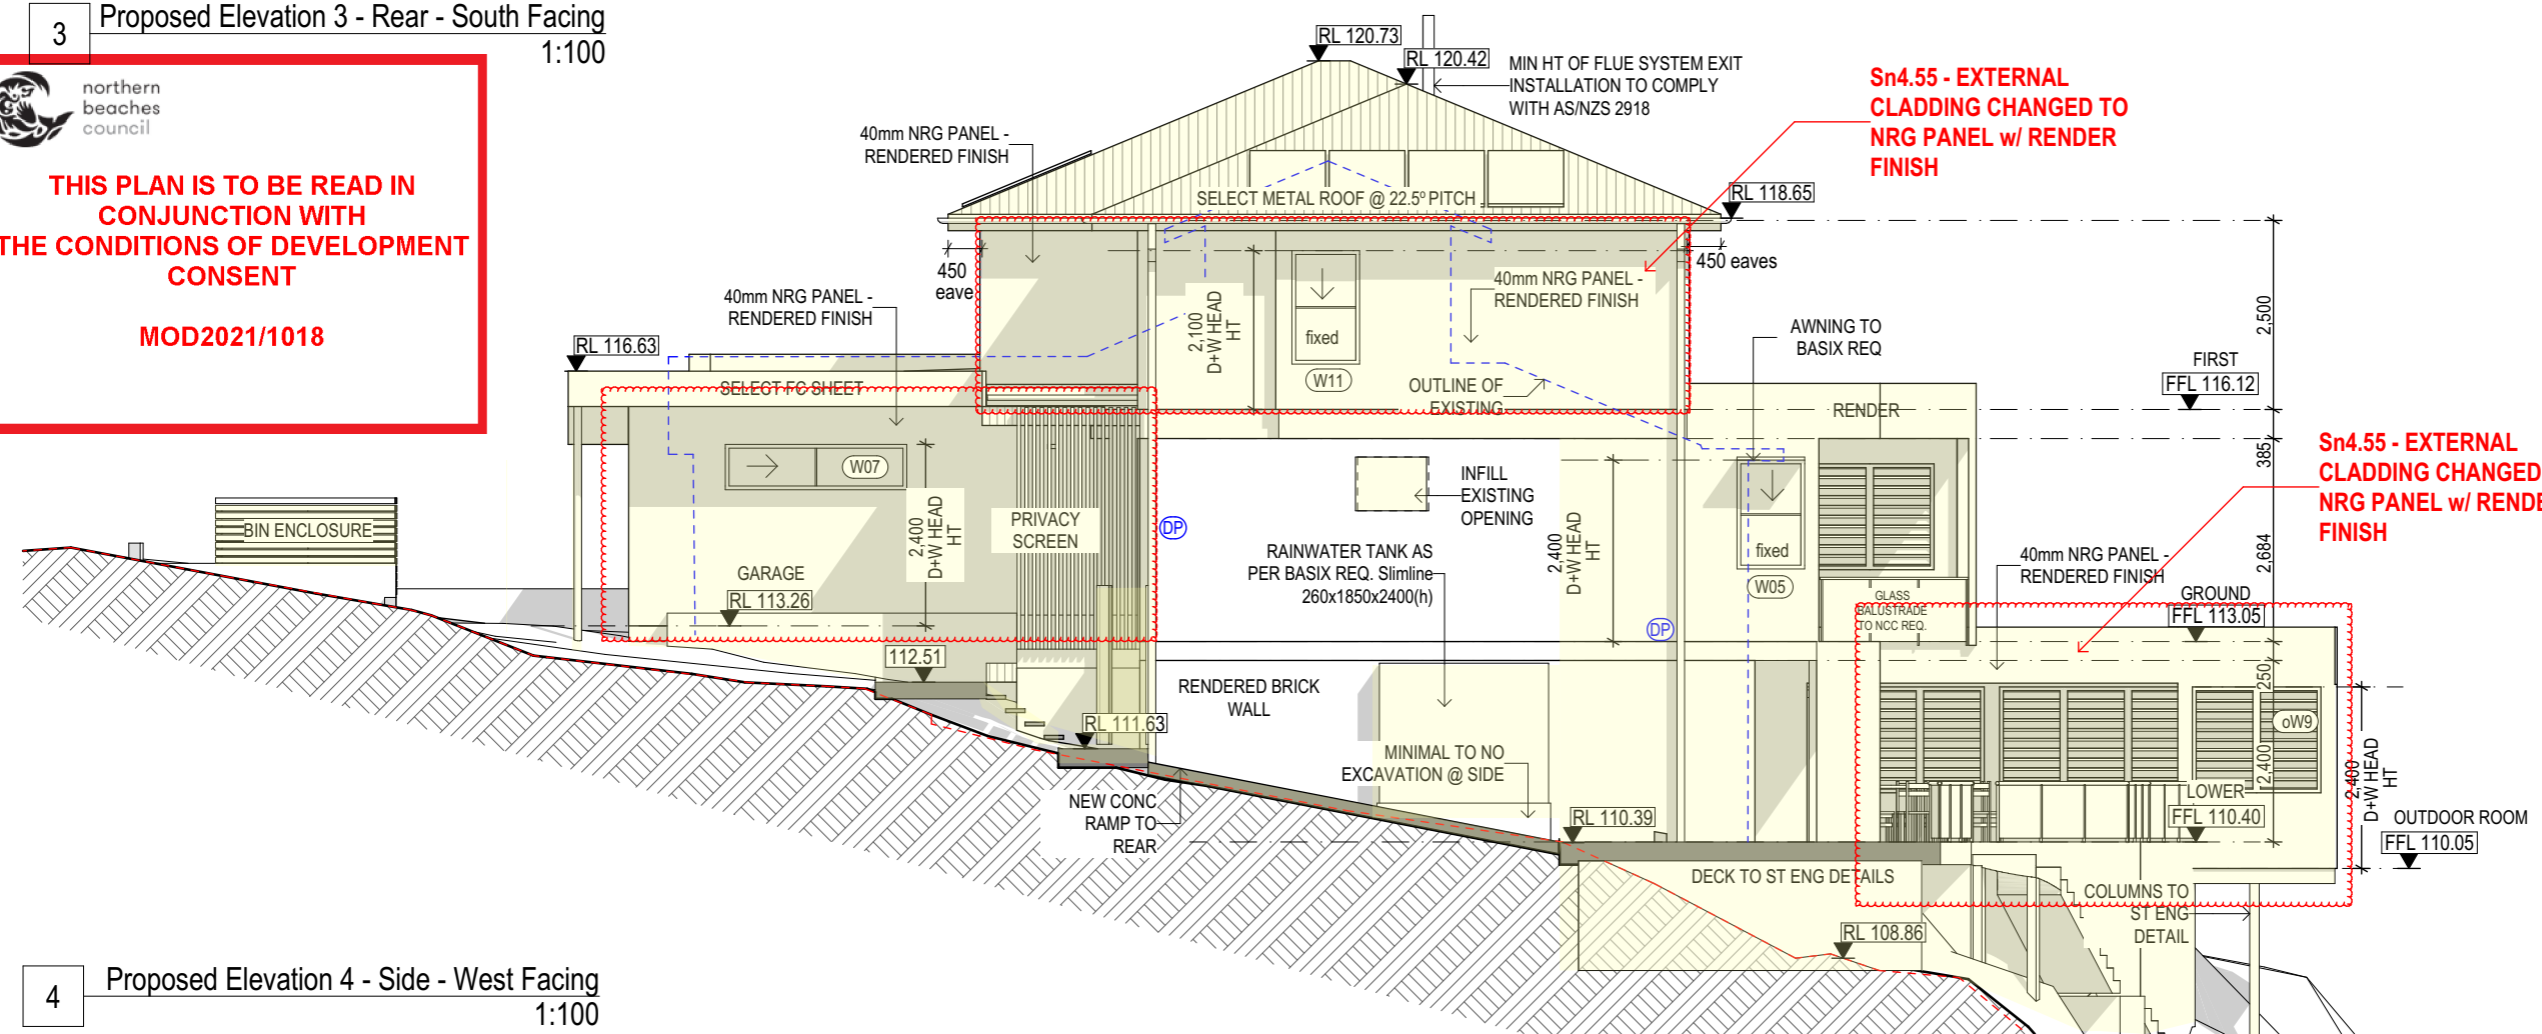 3
Proposed Elevation 3 - Rear - South Facing
1:100
northern
beaches
council
THIS PLAN IS TO BE READ IN
CONJUNCTION WITH
THE CONDITIONS OF DEVELOPMENT
CONSENT
MOD2021/1018
RL 120.73
RL 120.42
MIN HT OF FLUE SYSTEM EXIT
INSTALLATION TO COMPLY
WITH AS/NZS 2918
Sn4.55 - EXTERNAL
CLADDING CHANGED TO
NRG PANEL w/ RENDER
FINISH
40mm NRG PANEL -
RENDERED FINISH
SELECT METAL ROOF @ 22.5° PITCH
RL 118.65
450
eave
450 eaves
40mm NRG PANEL -
RENDERED FINISH
40mm NRG PANEL -
RENDERED FINISH
2,100
D+W HEAD
HT
fixed
W11
OUTLINE OF
EXISTING
AWNING TO
BASIX REQ
2,500
FIRST
FFL 116.12
RL 116.63
SELECT FC SHEET
RENDER
385
Sn4.55 - EXTERNAL
CLADDING CHANGED
NRG PANEL w/ RENDE
FINISH
W07
2,400
D+W HEAD
HT
PRIVACY
SCREEN
DP
INFILL
EXISTING
OPENING
2,400
D+W HEAD
HT
fixed
W05
2,684
BIN ENCLOSURE
GARAGE
RL 113.26
RAINWATER TANK AS
PER BASIX REQ. Slimline
260x1850x2400(h)
DP
GLASS
BALUSTRADE
TO NCC REQ.
40mm NRG PANEL -
RENDERED FINISH
GROUND
FFL 113.05
112.51
250
RENDERED BRICK
WALL
RL 111.63
MINIMAL TO NO
EXCAVATION @ SIDE
oW9
2,400
2,400
D+W HEAD
HT
NEW CONC
RAMP TO
REAR
RL 110.39
LOWER
FFL 110.40
OUTDOOR ROOM
FFL 110.05
DECK TO ST ENG DETAILS
COLUMNS TO
ST ENG
DETAIL
RL 108.86
4
Proposed Elevation 4 - Side - West Facing
1:100